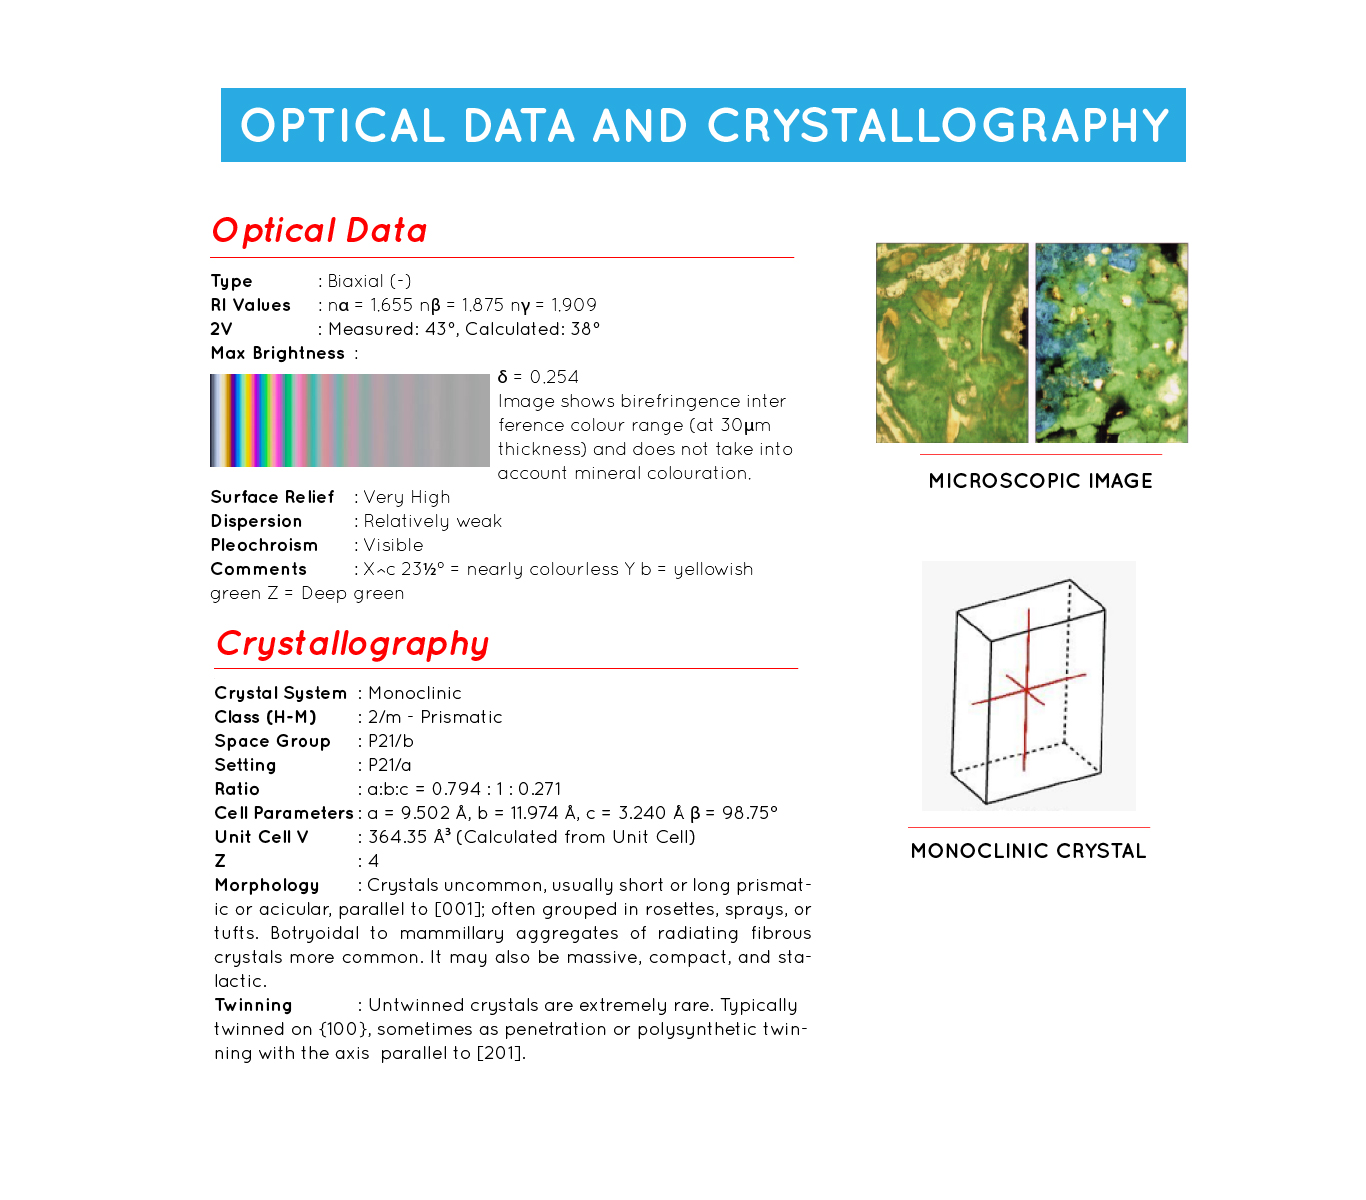 OPTICAL DATA AND CRYSTALLOGRAPHY
Optical Data
Type : Biaxial (-)
RI Values : nα = 1.655 nβ = 1.875 nγ = 1.909
2V : Measured: 43°, Calculated: 38°
Max Brightness :
δ = 0.254
Image shows birefringence inter
ference colour range (at 30µm
thickness) and does not take into
account mineral colouration.
Surface Relief : Very High
Dispersion : Relatively weak
Pleochroism : Visible
Comments : X^c 23½° = nearly colourless Y b = yellowish
green Z = Deep green
MICROSCOPIC IMAGE
Crystallography
Crystal System : Monoclinic
Class (H-M) : 2/m - Prismatic
Space Group : P21/b
Setting : P21/a
Ratio : a:b:c = 0.794 : 1 : 0.271
Cell Parameters : a = 9.502 Å, b = 11.974 Å, c = 3.240 Å β = 98.75°
Unit Cell V : 364.35 Å³ (Calculated from Unit Cell)
Z : 4
Morphology : Crystals uncommon, usually short or long prismat-
ic or acicular, parallel to [001]; often grouped in rosettes, sprays, or
tufts. Botryoidal to mammillary aggregates of radiating fibrous
crystals more common. It may also be massive, compact, and sta-
lactic.
Twinning : Untwinned crystals are extremely rare. Typically
twinned on {100}, sometimes as penetration or polysynthetic twin-
ning with the axis parallel to [201].
MONOCLINIC CRYSTAL